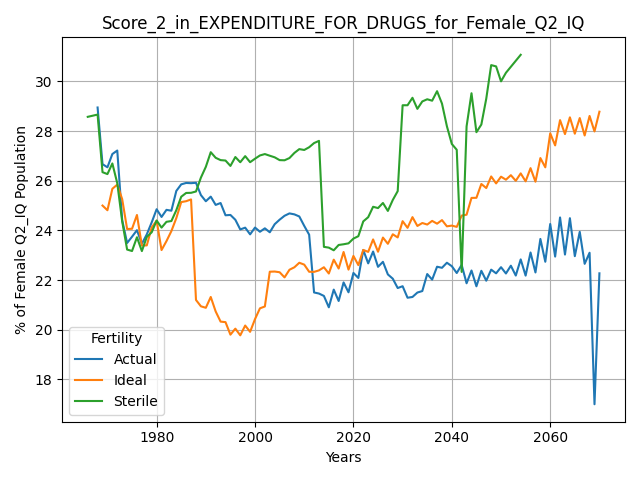 Score_2_in_EXPENDITURE_FOR_DRUGS_for_Female_Q2_IQ
% of Female Q2_IQ Population
30
28
26
24
22
20
18
Fertility
Actual
Ideal
Sterile
1980 2000 2020 2040 2060
Years